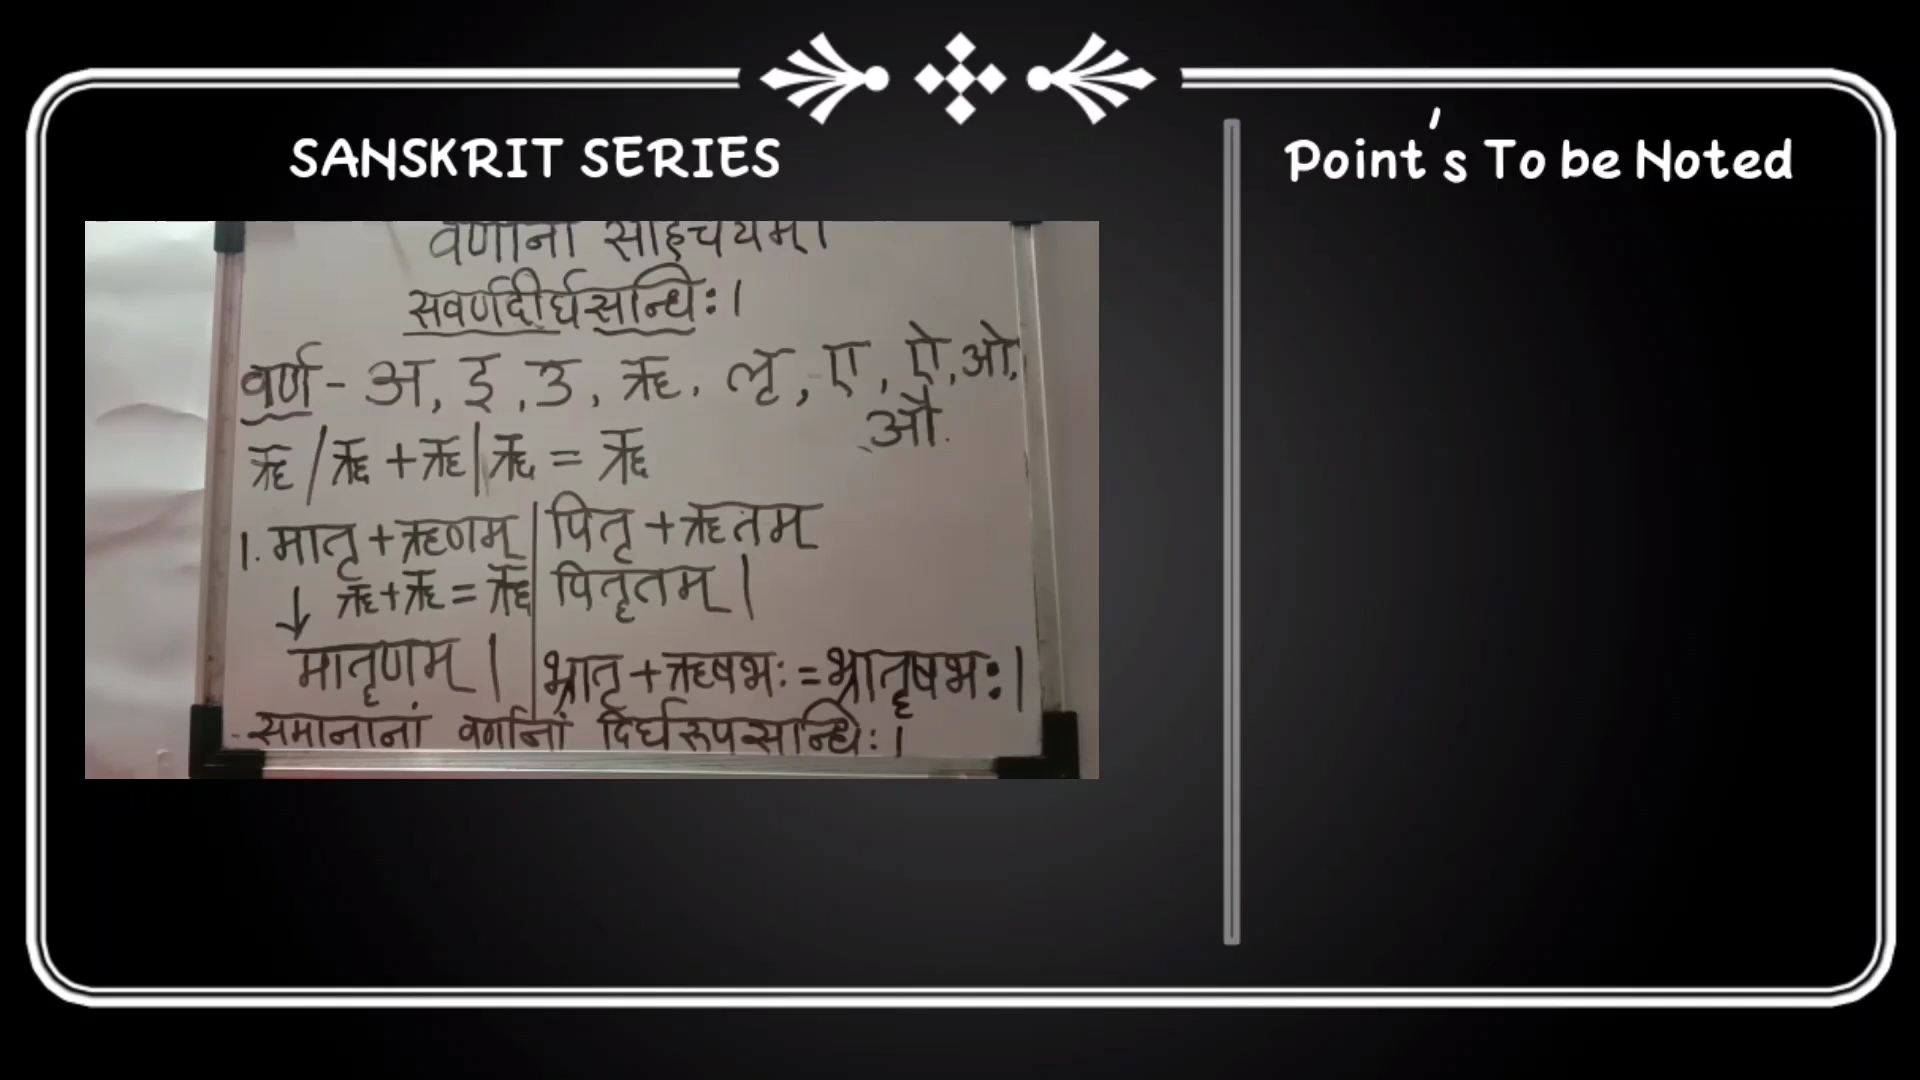 SANSKRIT SERIES
Point's To be Noted
वर्णानां साहचर्यम्।
सवर्णदीर्घसन्धिः।
वर्ण - अ, इ, उ, ऋ, लृ, ए, ऐ, ओ,
औ.
ऋ/ॠ + ऋ|ॠ = ॠ
1. मातृ + ऋणम् | पितृ + ऋतम्
↓ ऋ + ऋ = ॠ | पितॄतम्।
मातॄणम्। | भ्रातृ + ऋषभः = भ्रातॄषभः।
- समानानां वर्णानां दिर्घरूपसन्धिः।